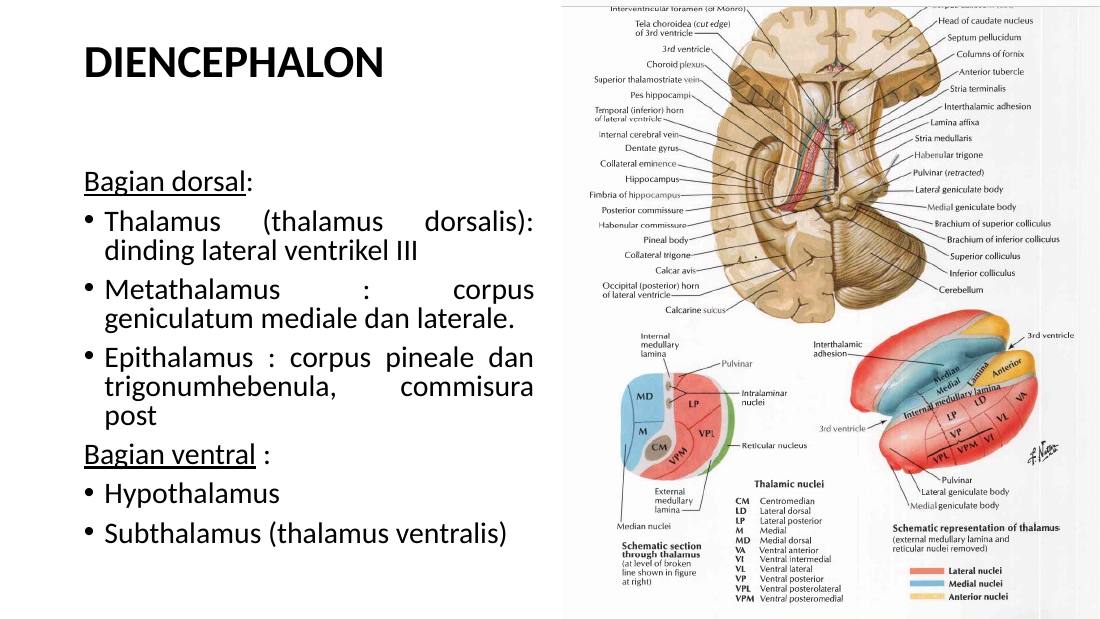 DIENCEPHALON
Bagian dorsal:
• Thalamus (thalamus dorsalis):
dinding lateral ventrikel III
• Metathalamus : corpus
geniculatum mediale dan laterale.
• Epithalamus : corpus pineale dan
trigonumhebenula, commisura
post
Bagian ventral :
• Hypothalamus
• Subthalamus (thalamus ventralis)
Interventricular foramen (of Monro)
Tela choroidea (cut edge)
of 3rd ventricle
3rd ventricle
Choroid plexus
Superior thalamostriate vein
Pes hippocampi
Temporal (inferior) horn
of lateral ventricle
Internal cerebral vein
Dentate gyrus
Collateral eminence
Hippocampus
Fimbria of hippocampus
Posterior commissure
Habenular commissure
Pineal body
Collateral trigone
Calcar avis
Occipital (posterior) horn
of lateral ventricle
Calcarine sulcus
Head of caudate nucleus
Septum pellucidum
Columns of fornix
Anterior tubercle
Stria terminalis
Interthalamic adhesion
Lamina affixa
Stria medullaris
Habenular trigone
Pulvinar (retracted)
Lateral geniculate body
Medial geniculate body
Brachium of superior colliculus
Brachium of inferior colliculus
Superior colliculus
Inferior colliculus
Cerebellum
Internal
medullary
lamina
Pulvinar
MD
LP
Intralaminar
nuclei
M
VPL
CM
VPM
Reticular nucleus
External
medullary
lamina
Median nuclei
Schematic section
through thalamus
(at level of broken
line shown in figure
at right)
Thalamic nuclei
CM Centromedian
LD Lateral dorsal
LP Lateral posterior
M Medial
MD Medial dorsal
VA Ventral anterior
VI Ventral intermedial
VL Ventral lateral
VP Ventral posterior
VPL Ventral posterolateral
VPM Ventral posteromedial
3rd ventricle
Interthalamic
adhesion
Median
Medial
Lamina
Anterior
Internal medullary lamina
LD
VA
LP
VL
VP
VI
VPM
VPL
3rd ventricle
F. Netter
Pulvinar
Lateral geniculate body
Medial geniculate body
Schematic representation of thalamus
(external medullary lamina and
reticular nuclei removed)
Lateral nuclei
Medial nuclei
Anterior nuclei